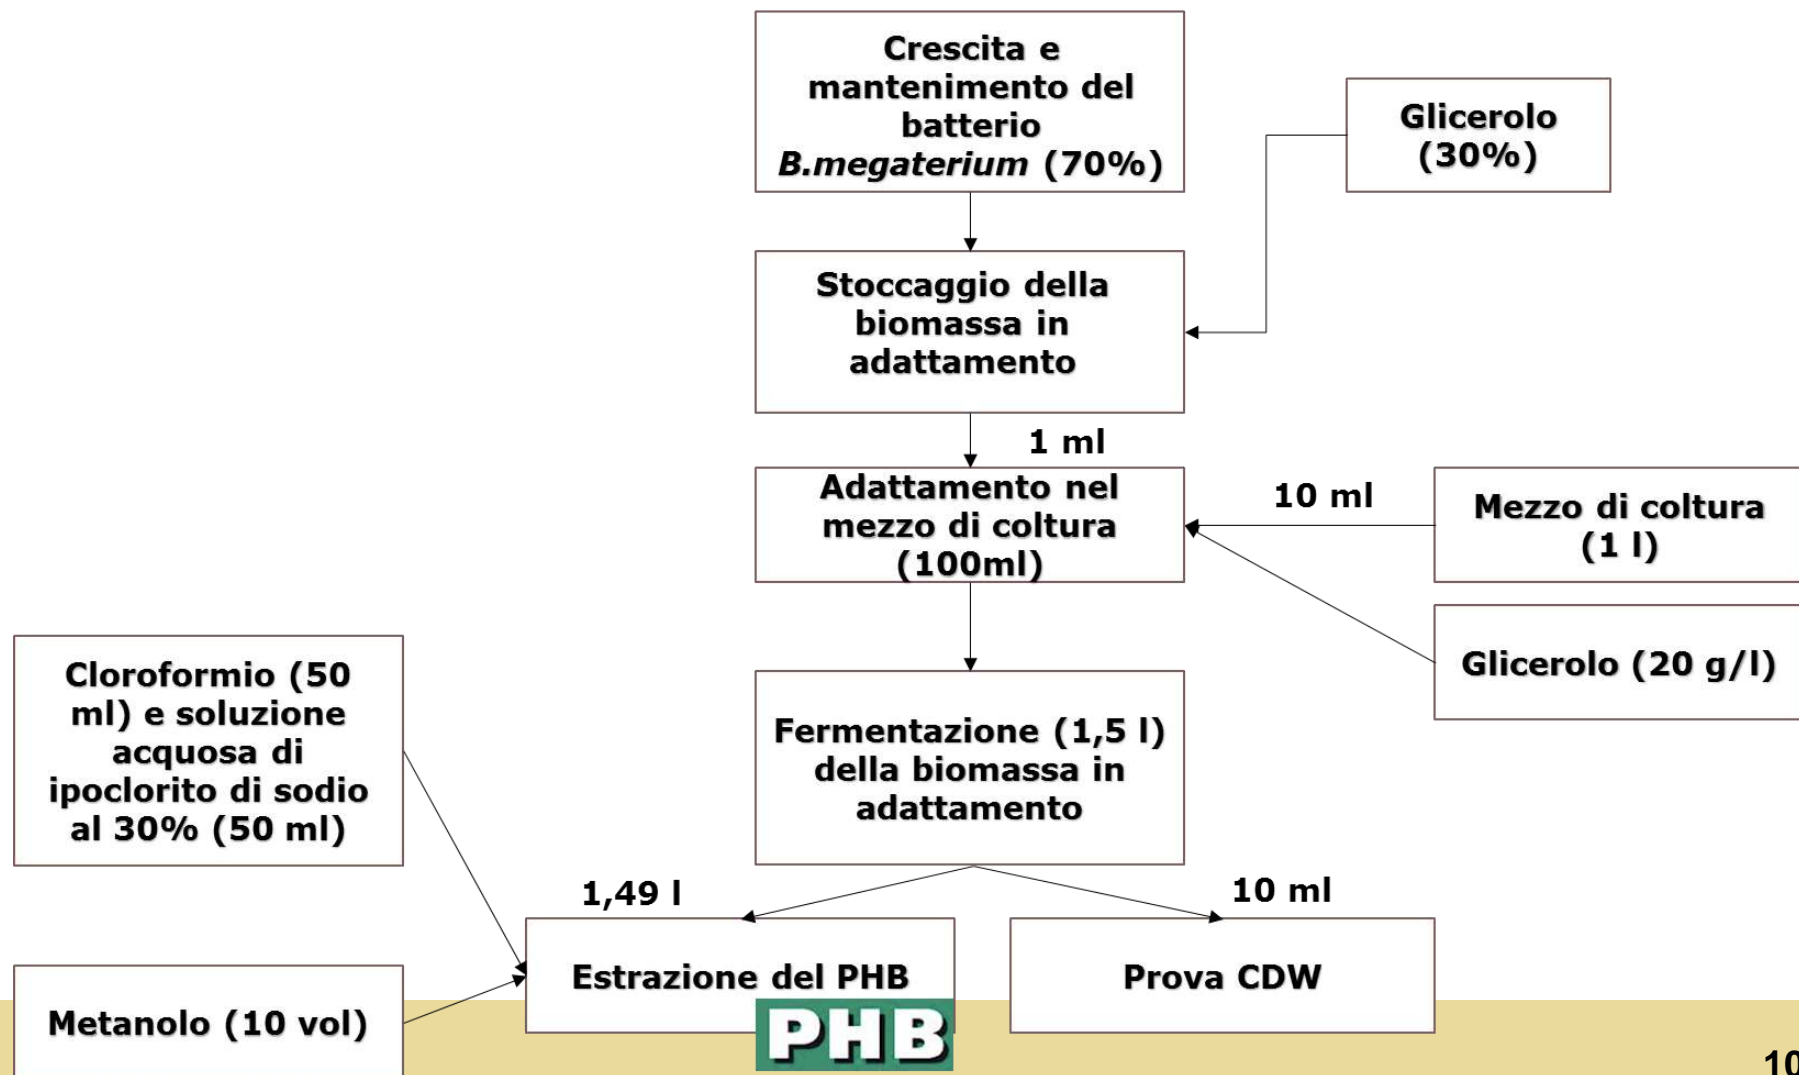 Crescita e
mantenimento del
batterio
B.megaterium (70%)
Glicerolo
(30%)
Stoccaggio della
biomassa in
adattamento
1 ml
Adattamento nel
mezzo di coltura
(100ml)
10 ml
Mezzo di coltura
(1 l)
Glicerolo (20 g/l)
Cloroformio (50
ml) e soluzione
acquosa di
ipoclorito di sodio
al 30% (50 ml)
Fermentazione (1,5 l)
della biomassa in
adattamento
1,49 l
10 ml
Estrazione del PHB
Prova CDW
Metanolo (10 vol)
PHB
10